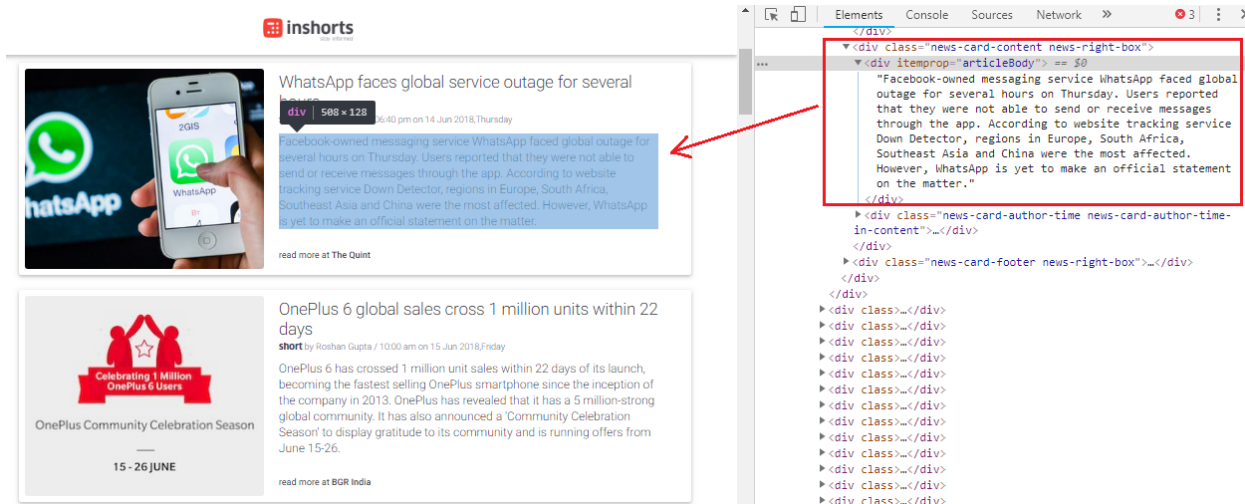 inshorts
stay informed
WhatsApp faces global service outage for several
hours
div 508 × 128
06:40 pm on 14 Jun 2018,Thursday
Facebook-owned messaging service WhatsApp faced global outage for
several hours on Thursday. Users reported that they were not able to
send or receive messages through the app. According to website
tracking service Down Detector, regions in Europe, South Africa,
Southeast Asia and China were the most affected. However, WhatsApp
is yet to make an official statement on the matter.
read more at The Quint
2GIS
WhatsApp
hatsApp
OnePlus 6 global sales cross 1 million units within 22
days
short by Roshan Gupta / 10:00 am on 15 Jun 2018,Friday
OnePlus 6 has crossed 1 million unit sales within 22 days of its launch,
becoming the fastest selling OnePlus smartphone since the inception of
the company in 2013. OnePlus has revealed that it has a 5 million-strong
global community. It has also announced a 'Community Celebration
Season' to display gratitude to its community and is running offers from
June 15-26.
read more at BGR India
Celebrating 1 Million
OnePlus 6 Users
OnePlus Community Celebration Season
15 - 26 JUNE
Elements Console Sources Network » 3
</div>
▼<div class="news-card-content news-right-box">
… ▼<div itemprop="articleBody"> == $0
"Facebook-owned messaging service WhatsApp faced global
outage for several hours on Thursday. Users reported
that they were not able to send or receive messages
through the app. According to website tracking service
Down Detector, regions in Europe, South Africa,
Southeast Asia and China were the most affected.
However, WhatsApp is yet to make an official statement
on the matter."
</div>
▶<div class="news-card-author-time news-card-author-time-
in-content">…</div>
</div>
▶<div class="news-card-footer news-right-box">…</div>
</div>
</div>
▶<div class>…</div>
▶<div class>…</div>
▶<div class>…</div>
▶<div class>…</div>
▶<div class>…</div>
▶<div class>…</div>
▶<div class>…</div>
▶<div class>…</div>
▶<div class>…</div>
▶<div class>…</div>
▶<div class>…</div>
▶<div class>…</div>
▶<div class>…</div>